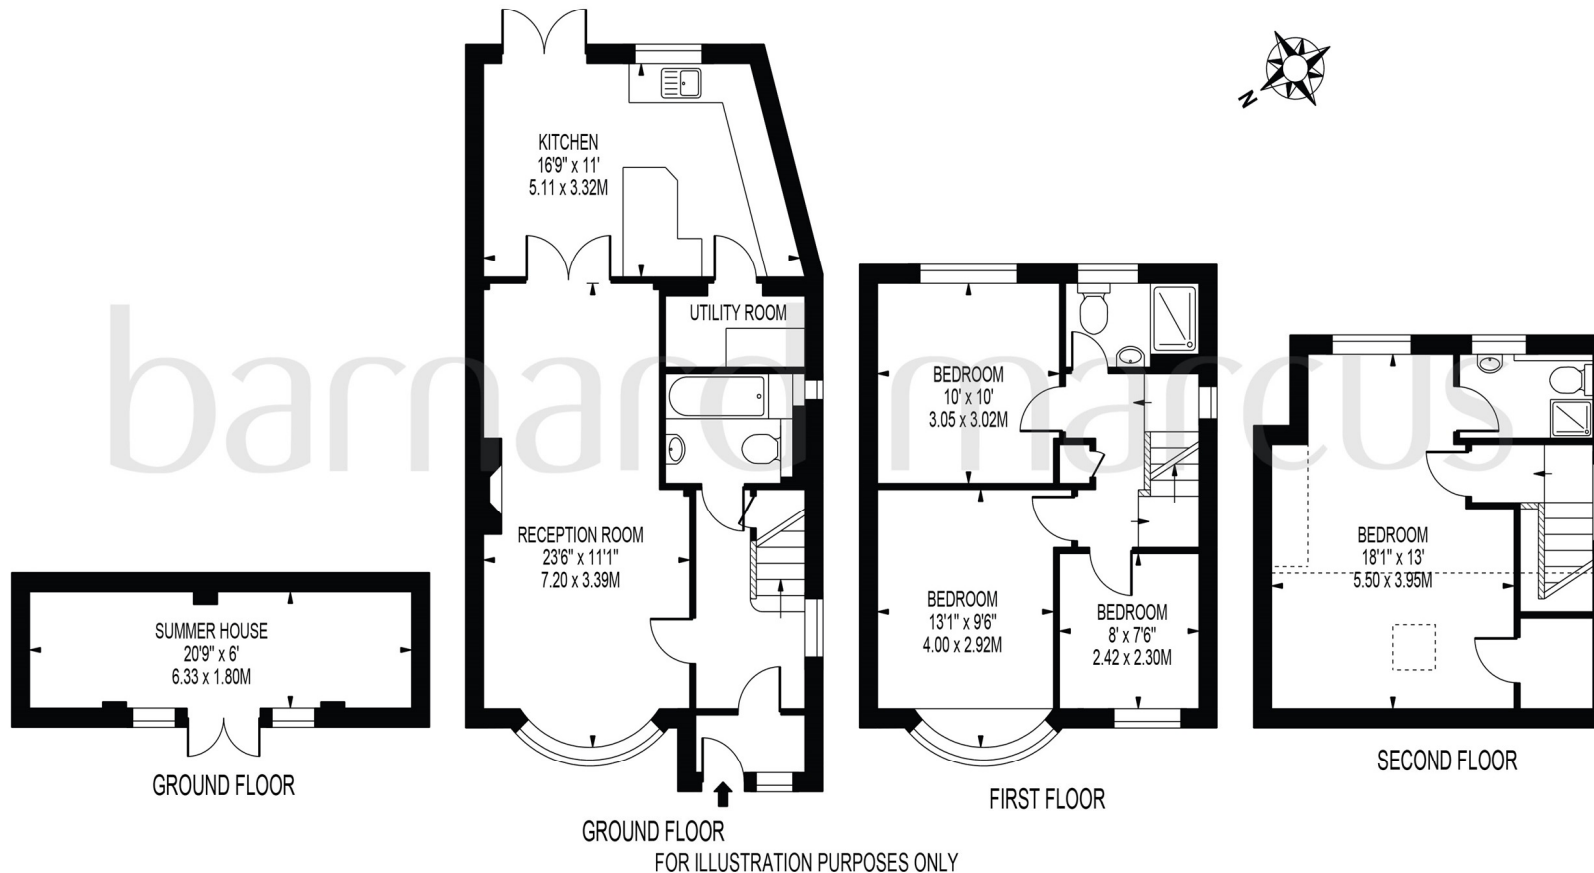 N
KITCHEN
16'9" x 11'
5.11 x 3.32M
UTILITY ROOM
RECEPTION ROOM
23'6" x 11'1"
7.20 x 3.39M
SUMMER HOUSE
20'9" x 6'
6.33 x 1.80M
GROUND FLOOR
GROUND FLOOR
BEDROOM
10' x 10'
3.05 x 3.02M
BEDROOM
13'1" x 9'6"
4.00 x 2.92M
BEDROOM
8' x 7'6"
2.42 x 2.30M
FIRST FLOOR
BEDROOM
18'1" x 13'
5.50 x 3.95M
SECOND FLOOR
FOR ILLUSTRATION PURPOSES ONLY
barnard marcus